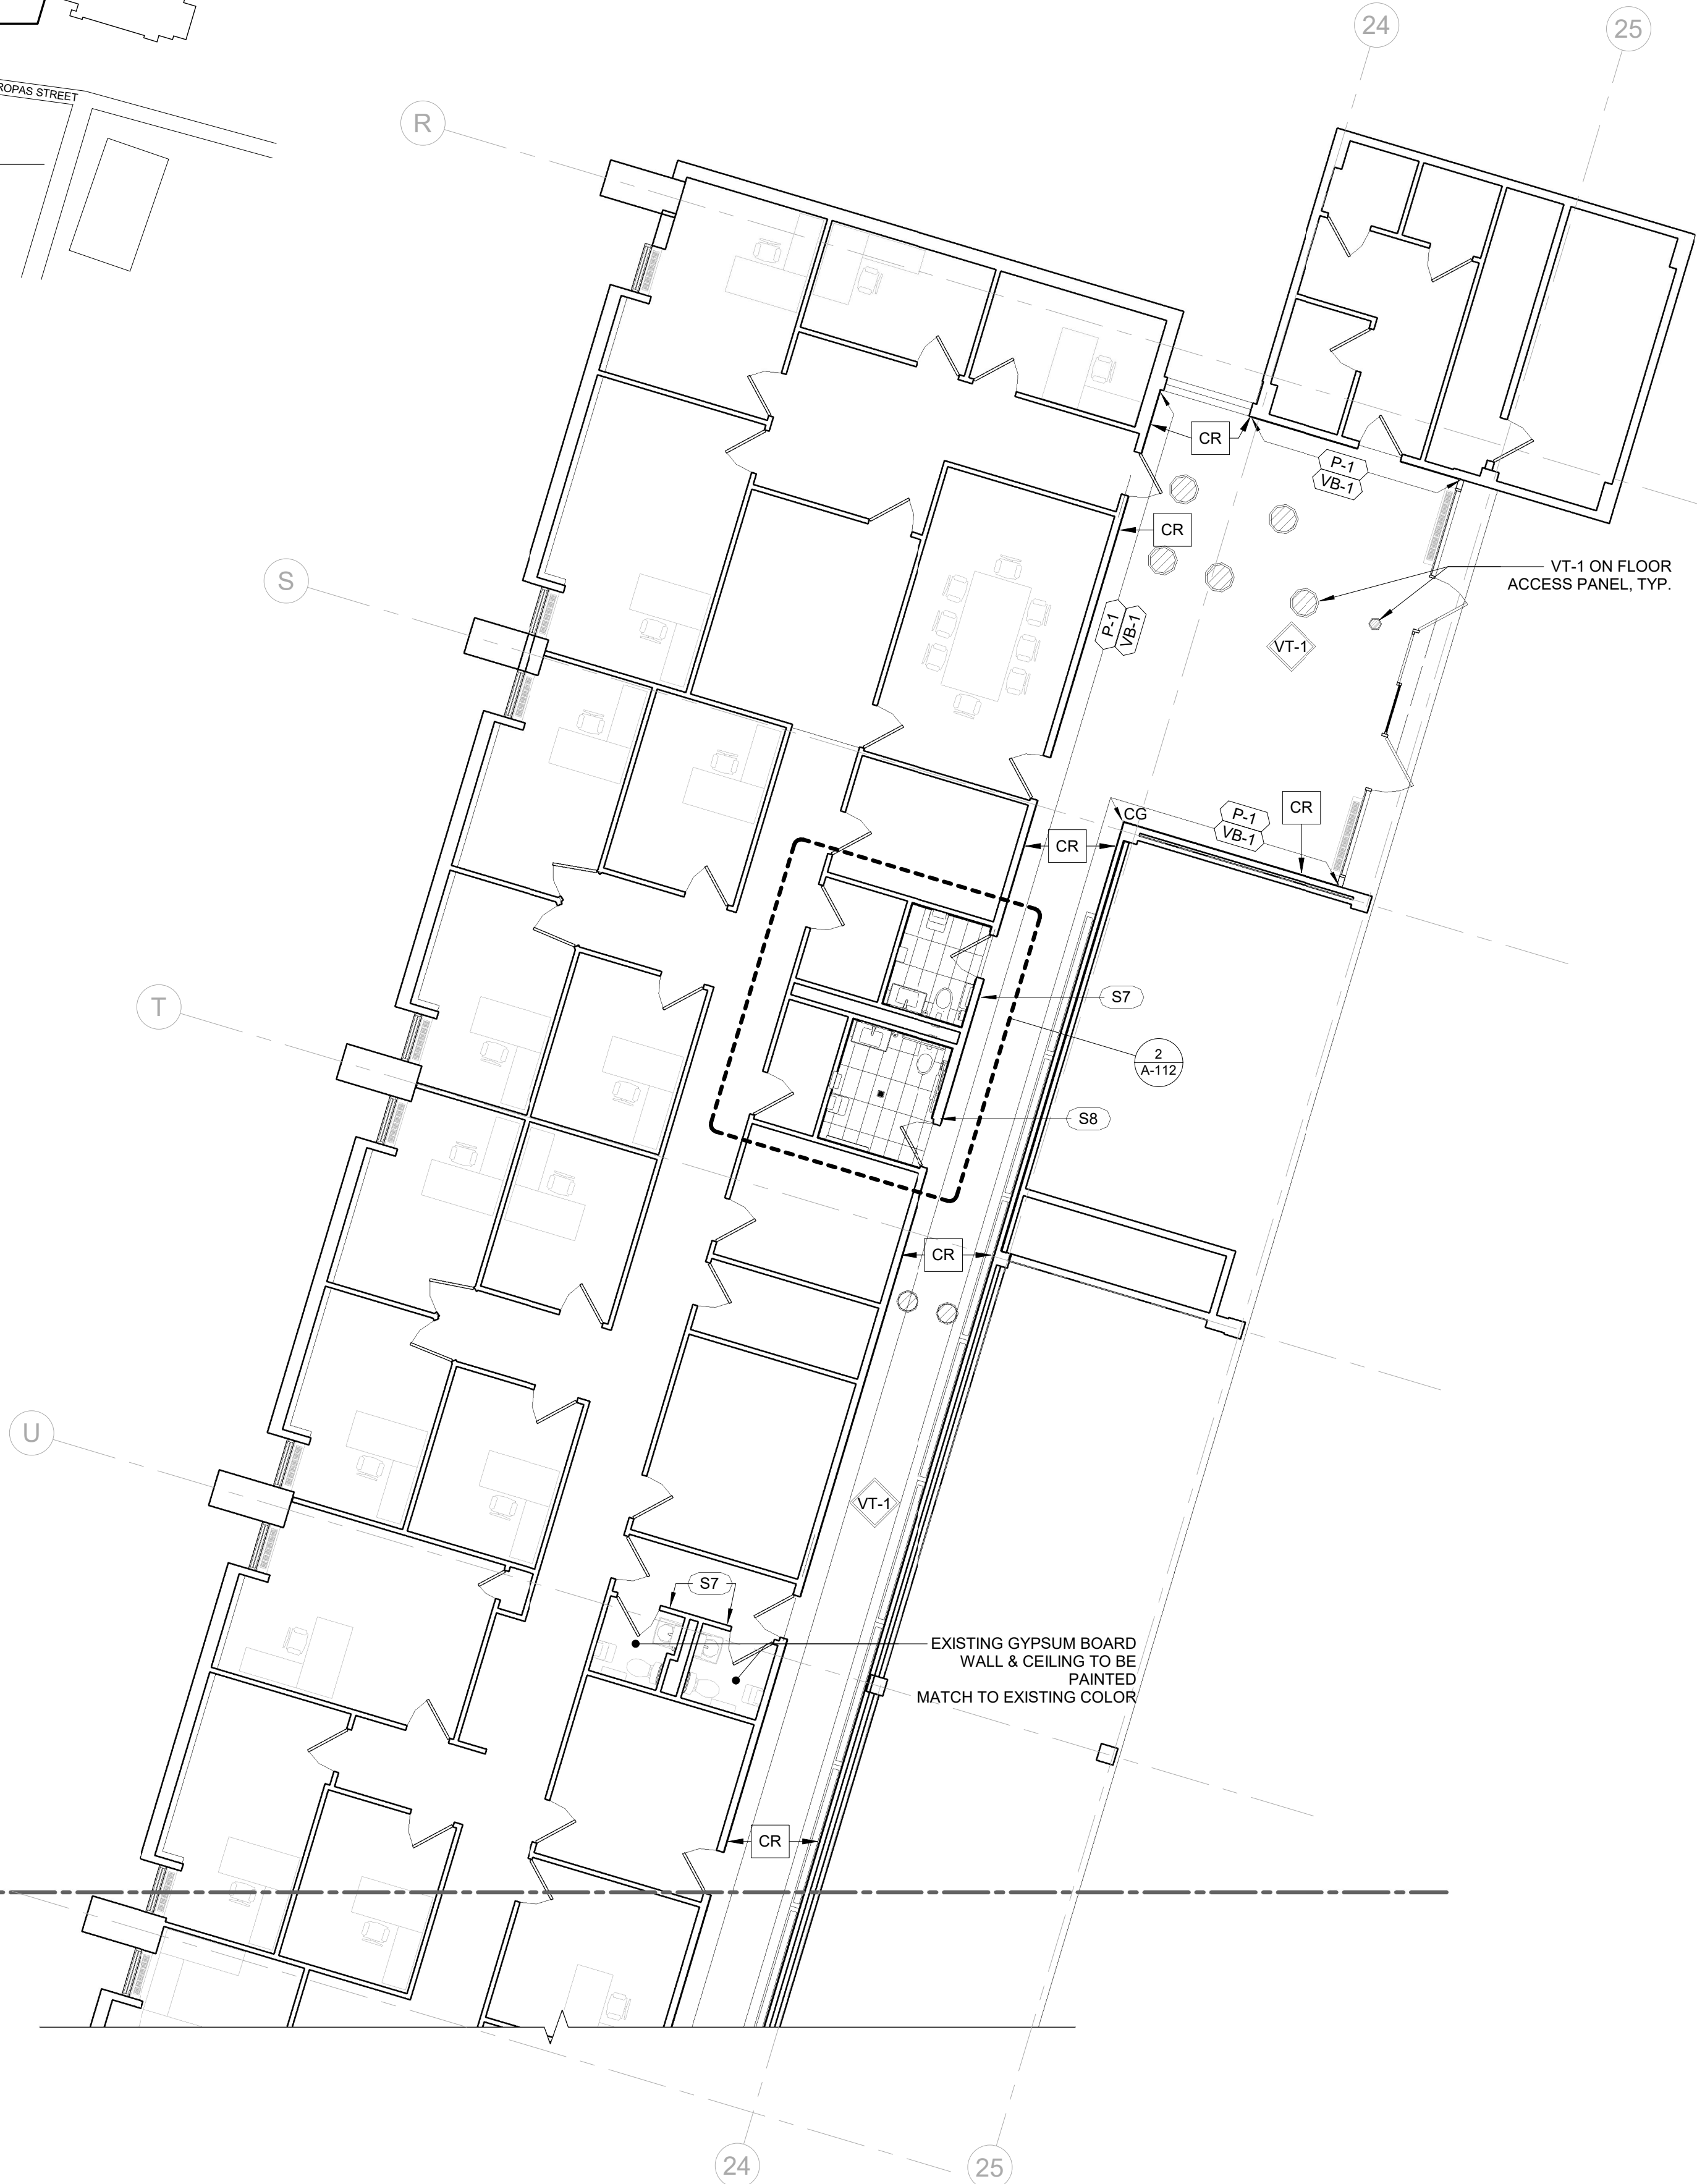 24
25
ROPAS STREET
R
CR
P-1
VB-1
CR
S
VT-1 ON FLOOR
ACCESS PANEL, TYP.
P-1
VB-1
VT-1
CR
P-1
VB-1
CG
CR
S7
T
2
A-112
S8
CR
U
VT-1
S7
EXISTING GYPSUM BOARD
WALL & CEILING TO BE
PAINTED
MATCH TO EXISTING COLOR
CR
24
25